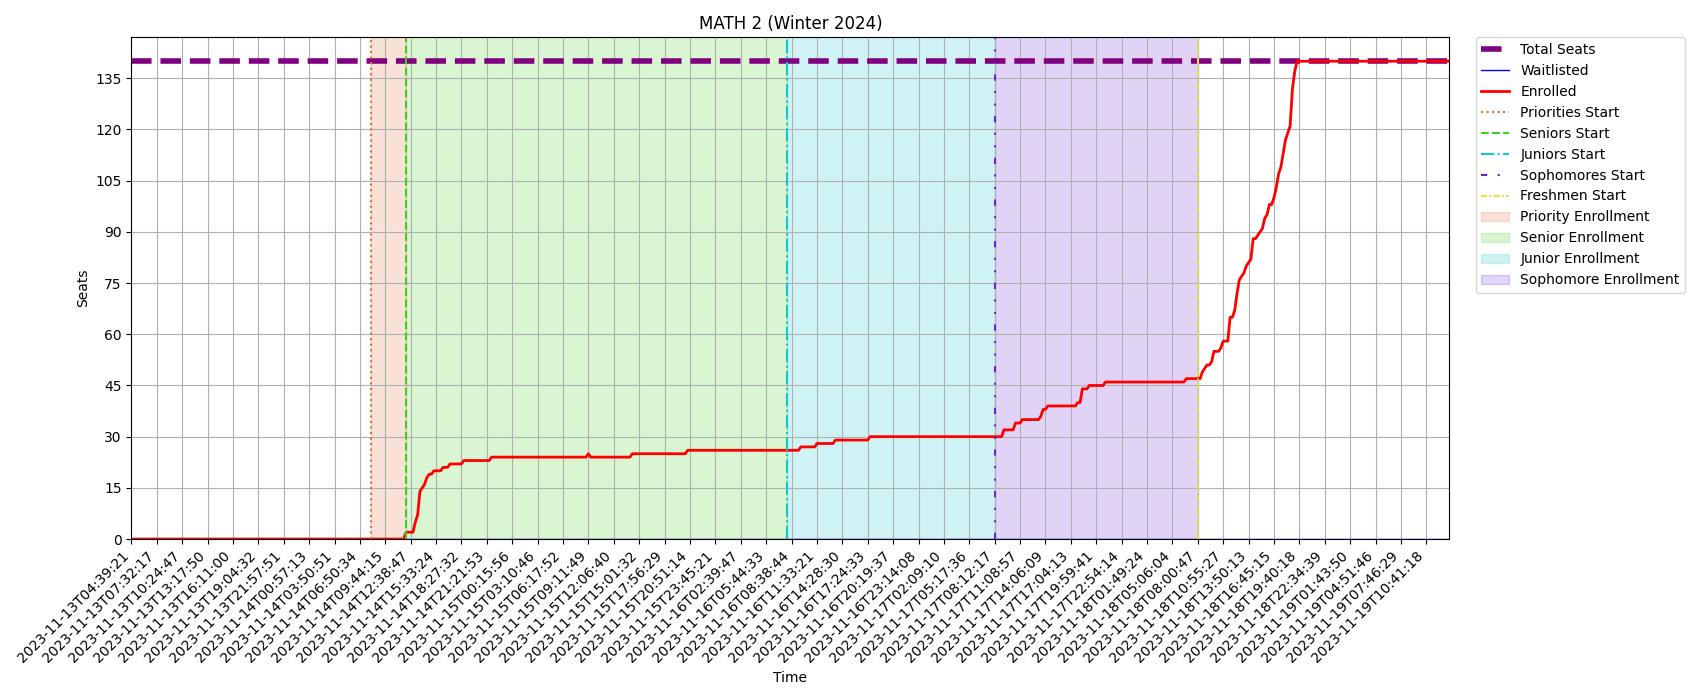 MATH 2 (Winter 2024)
Seats
135
120
105
90
75
60
45
30
15
0
2023-11-13T04:39:21
2023-11-13T07:32:17
2023-11-13T10:24:47
2023-11-13T13:17:50
2023-11-13T16:11:00
2023-11-13T19:04:32
2023-11-13T21:57:51
2023-11-14T00:57:13
2023-11-14T03:50:51
2023-11-14T06:50:34
2023-11-14T09:44:15
2023-11-14T12:38:47
2023-11-14T15:33:24
2023-11-14T18:27:32
2023-11-14T21:21:53
2023-11-15T00:15:56
2023-11-15T03:10:46
2023-11-15T06:17:52
2023-11-15T09:11:49
2023-11-15T12:06:40
2023-11-15T15:01:32
2023-11-15T17:56:29
2023-11-15T20:51:14
2023-11-15T23:45:21
2023-11-16T02:39:47
2023-11-16T05:44:33
2023-11-16T08:38:44
2023-11-16T11:33:21
2023-11-16T14:28:30
2023-11-16T17:24:33
2023-11-16T20:19:37
2023-11-16T23:14:08
2023-11-17T02:09:10
2023-11-17T05:17:36
2023-11-17T08:12:17
2023-11-17T11:08:57
2023-11-17T14:06:09
2023-11-17T17:04:13
2023-11-17T19:59:41
2023-11-17T22:54:14
2023-11-18T01:49:24
2023-11-18T05:06:04
2023-11-18T08:00:47
2023-11-18T10:55:27
2023-11-18T13:50:13
2023-11-18T16:45:15
2023-11-18T19:40:18
2023-11-18T22:34:39
2023-11-19T01:43:50
2023-11-19T04:51:46
2023-11-19T07:46:29
2023-11-19T10:41:18
Time
Total Seats
Waitlisted
Enrolled
Priorities Start
Seniors Start
Juniors Start
Sophomores Start
Freshmen Start
Priority Enrollment
Senior Enrollment
Junior Enrollment
Sophomore Enrollment